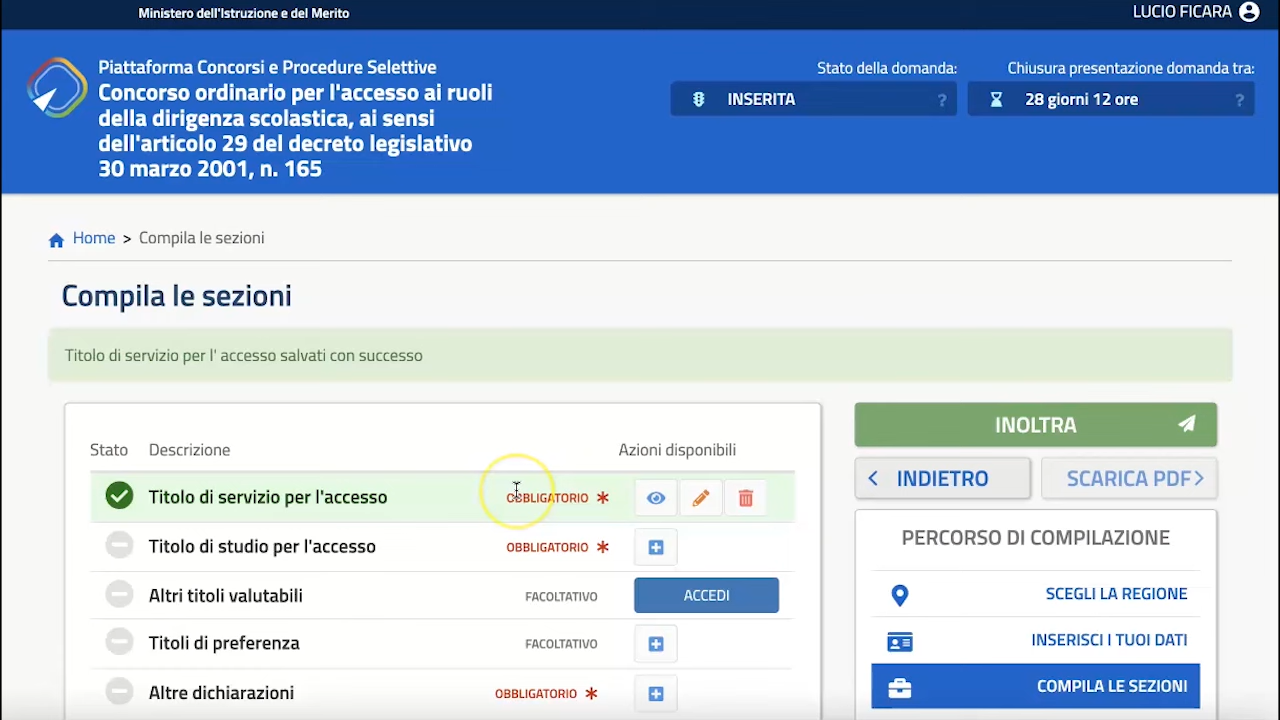 Ministero dell'Istruzione e del Merito
LUCIO FICARA
Piattaforma Concorsi e Procedure Selettive
Concorso ordinario per l'accesso ai ruoli
della dirigenza scolastica, ai sensi
dell'articolo 29 del decreto legislativo
30 marzo 2001, n. 165
Stato della domanda:
INSERITA ?
Chiusura presentazione domanda tra:
28 giorni 12 ore ?
Home > Compila le sezioni
Compila le sezioni
Titolo di servizio per l' accesso salvati con successo
Stato Descrizione Azioni disponibili
Titolo di servizio per l'accesso OBBLIGATORIO *
Titolo di studio per l'accesso OBBLIGATORIO *
Altri titoli valutabili FACOLTATIVO ACCEDI
Titoli di preferenza FACOLTATIVO
Altre dichiarazioni OBBLIGATORIO *
INOLTRA
< INDIETRO
SCARICA PDF >
PERCORSO DI COMPILAZIONE
SCEGLI LA REGIONE
INSERISCI I TUOI DATI
COMPILA LE SEZIONI